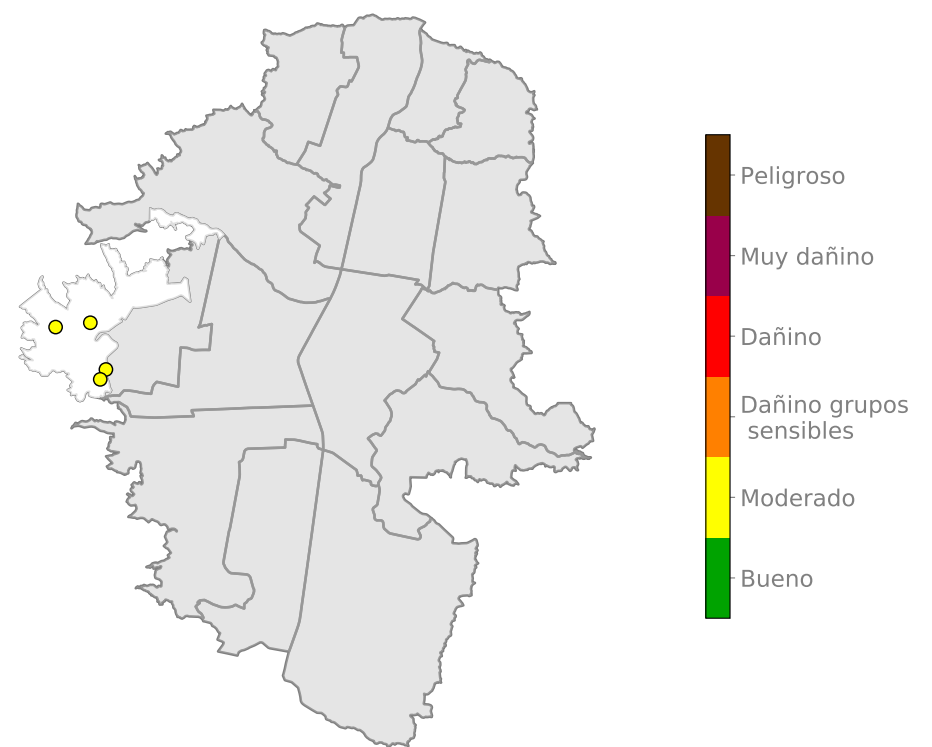 Peligroso
Muy dañino
Dañino
Dañino grupos
sensibles
Moderado
Bueno